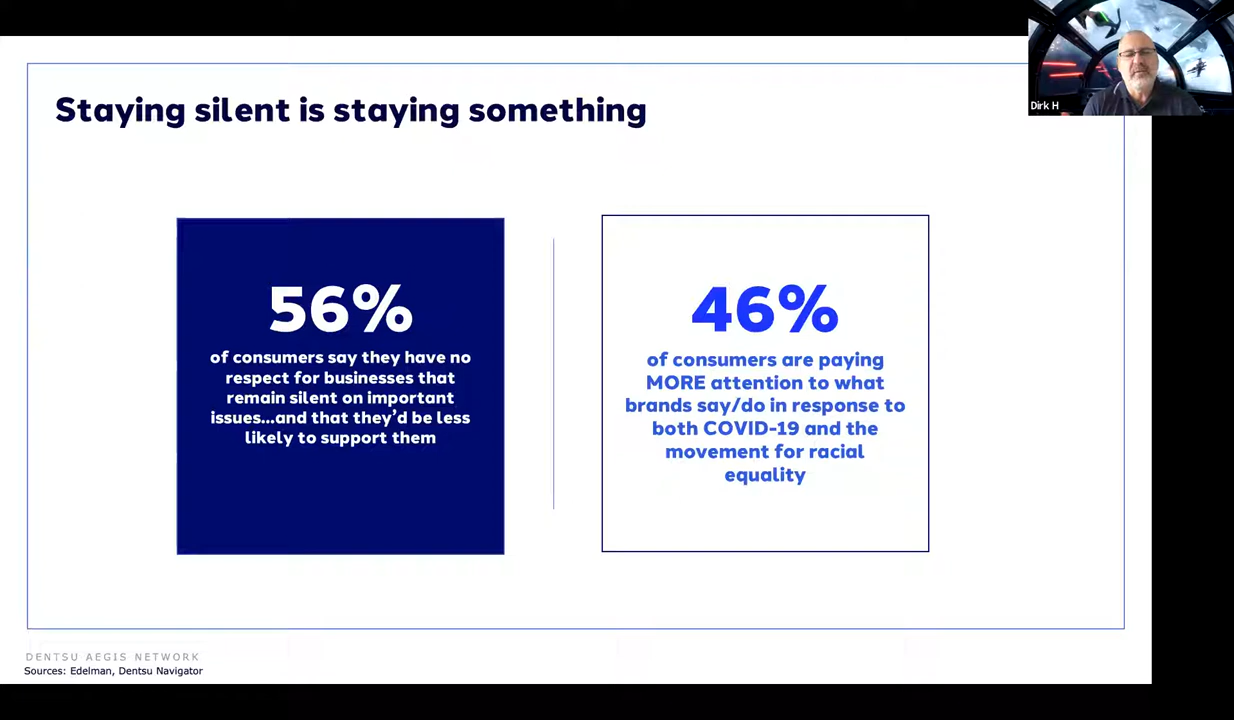 Staying silent is staying something
56%
of consumers say they have no
respect for businesses that
remain silent on important
issues...and that they'd be less
likely to support them
46%
of consumers are paying
MORE attention to what
brands say/do in response to
both COVID-19 and the
movement for racial
equality
DENTSU AEGIS NETWORK
Sources: Edelman, Dentsu Navigator
Dirk H